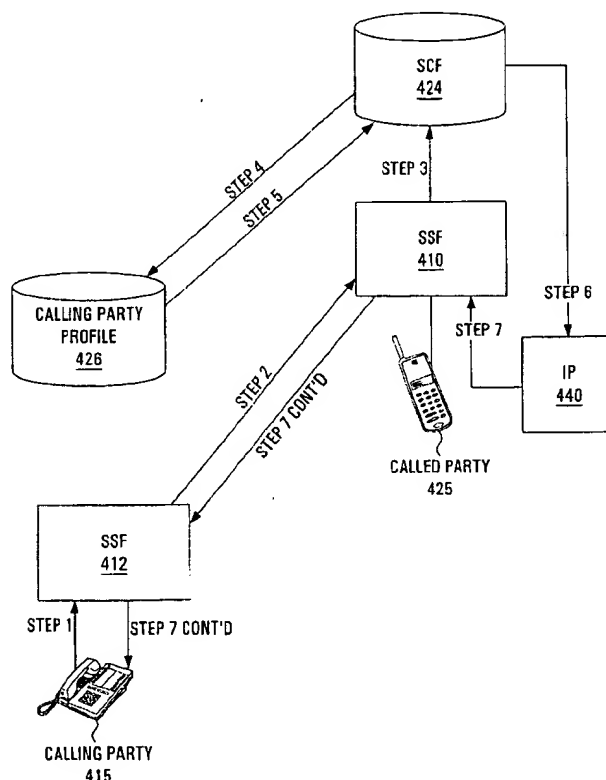 SCF
424
STEP 4
STEP 5
STEP 3
SSF
410
STEP 6
STEP 7
CALLING PARTY
PROFILE
426
IP
440
STEP 2
STEP 7 CONT'D
CALLED PARTY
425
SSF
412
STEP 1
STEP 7 CONT'D
CALLING PARTY
415